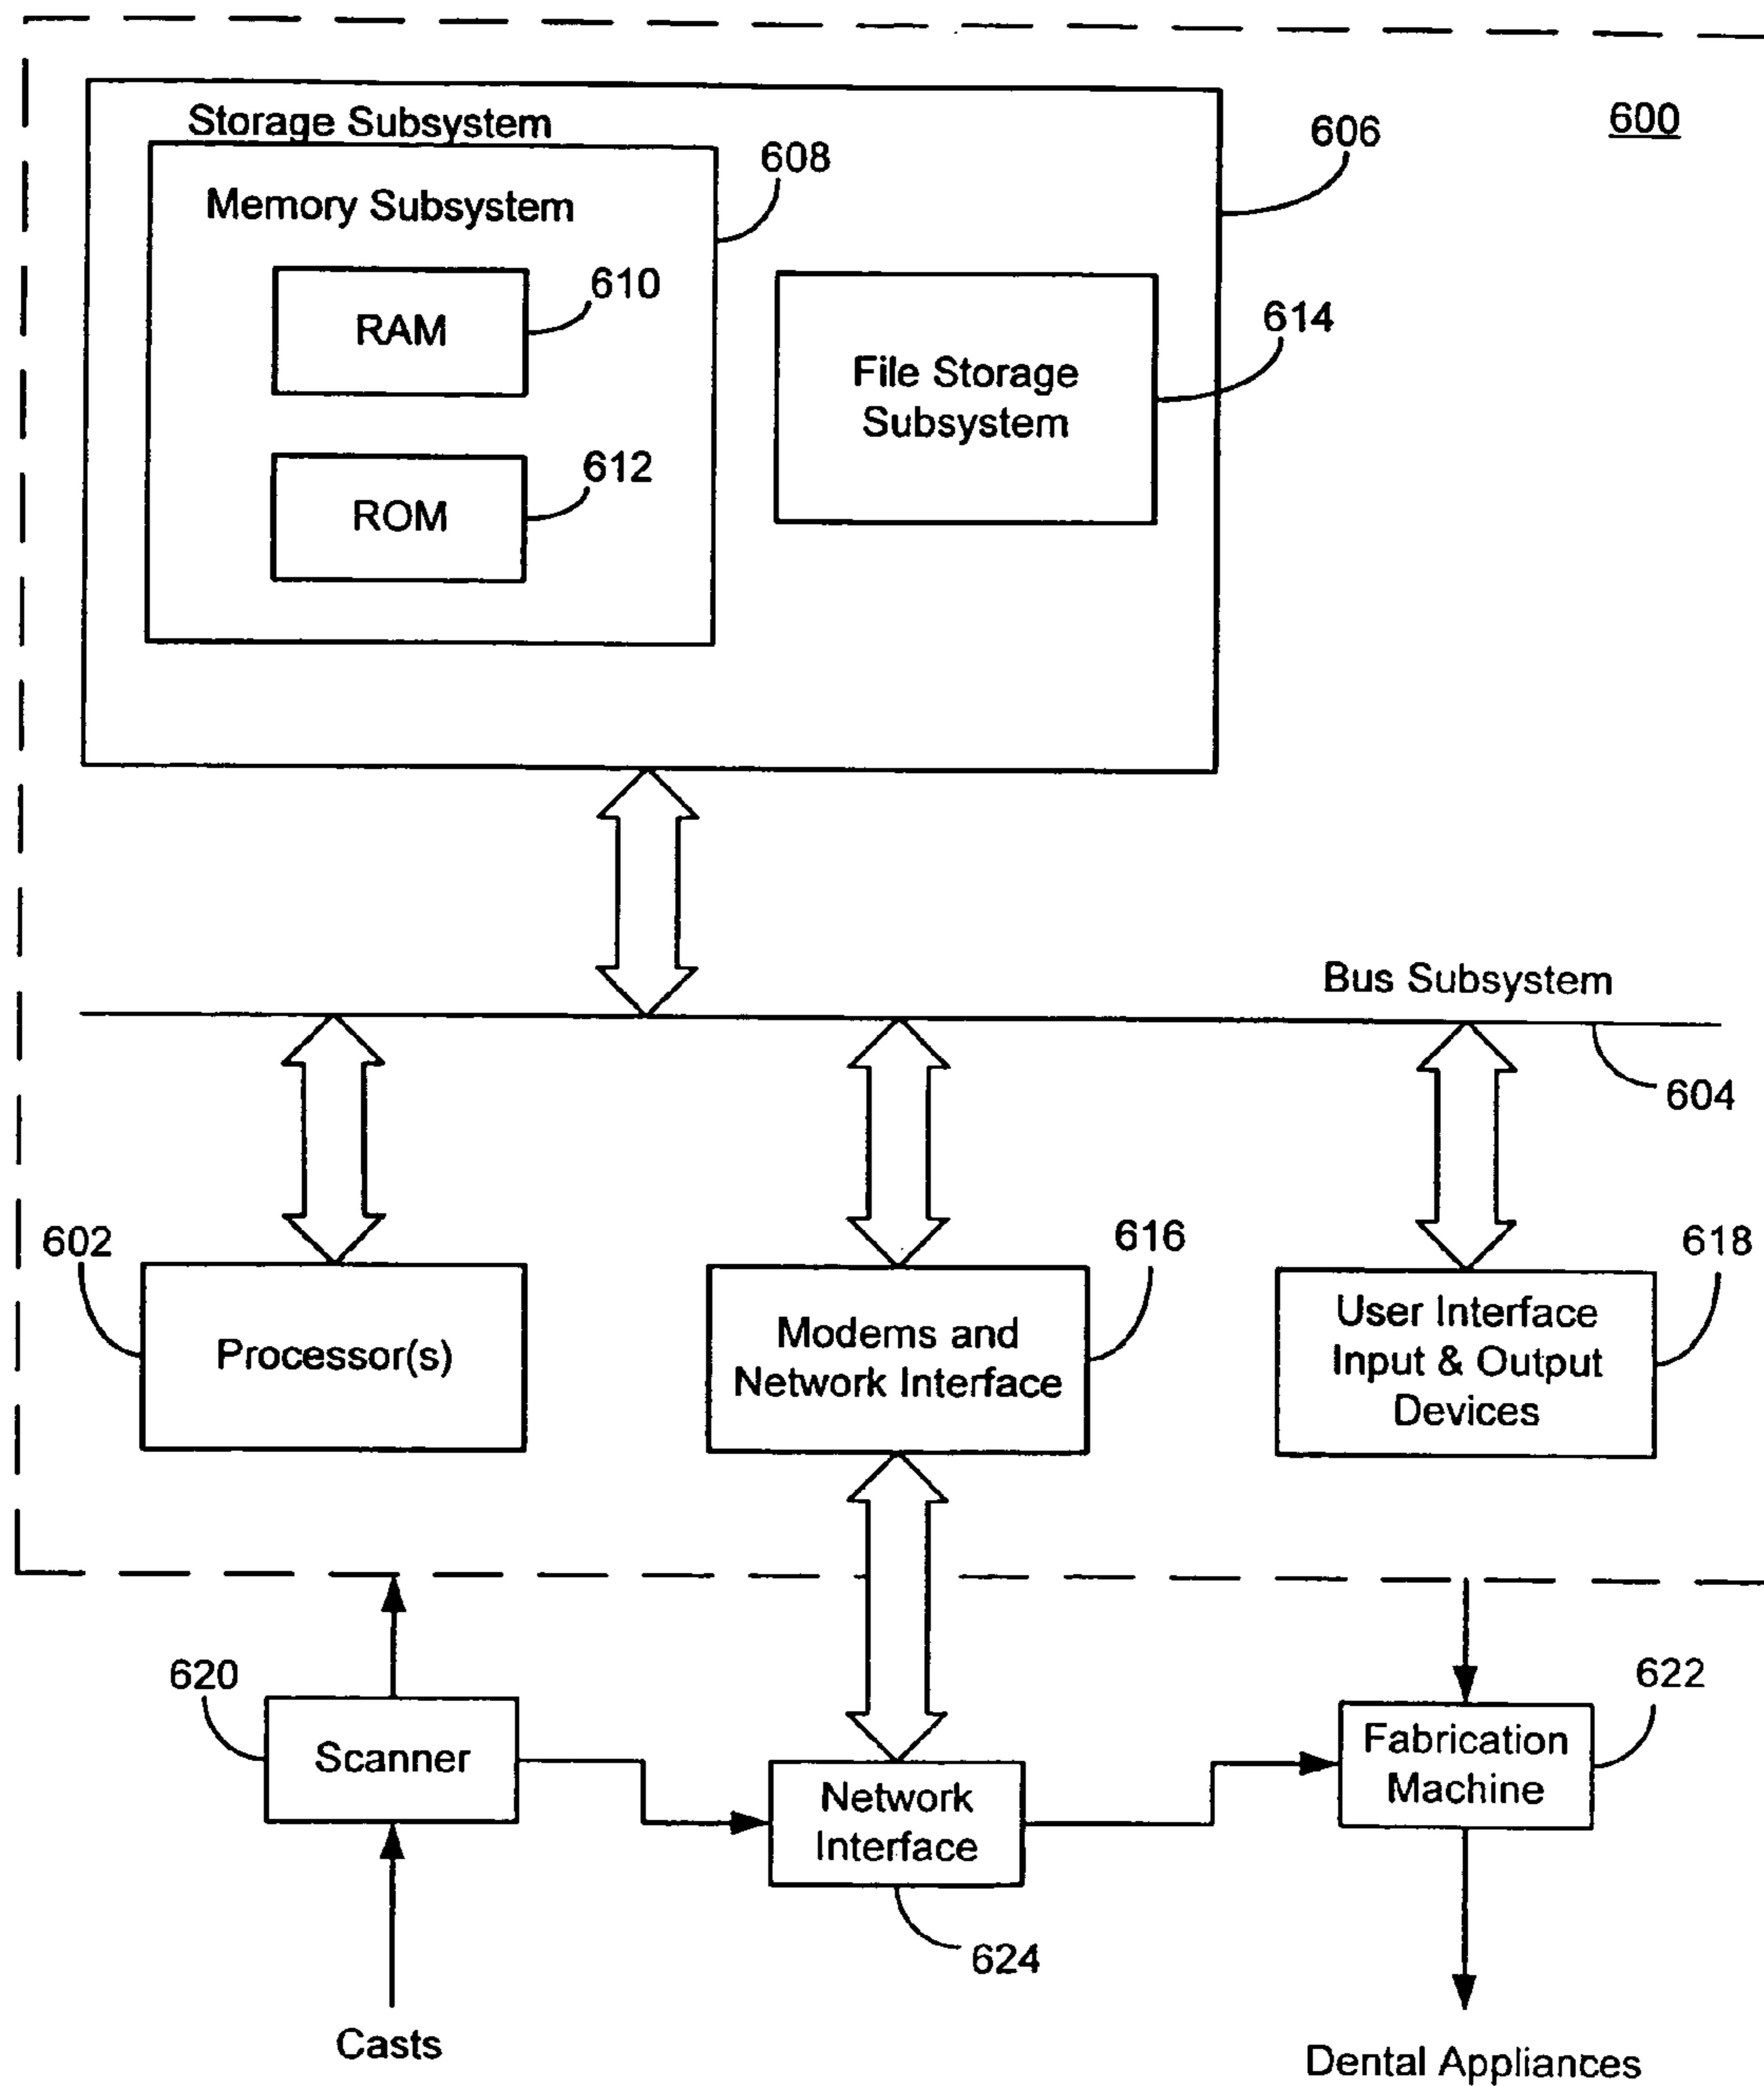 600
Storage Subsystem
606
608
Memory Subsystem
RAM
610
614
File Storage
Subsystem
ROM
612
Bus Subsystem
604
602
Processor(s)
616
Modems and
Network Interface
618
User Interface
Input & Output
Devices
620
Scanner
Network
Interface
624
622
Fabrication
Machine
Casts
Dental Appliances